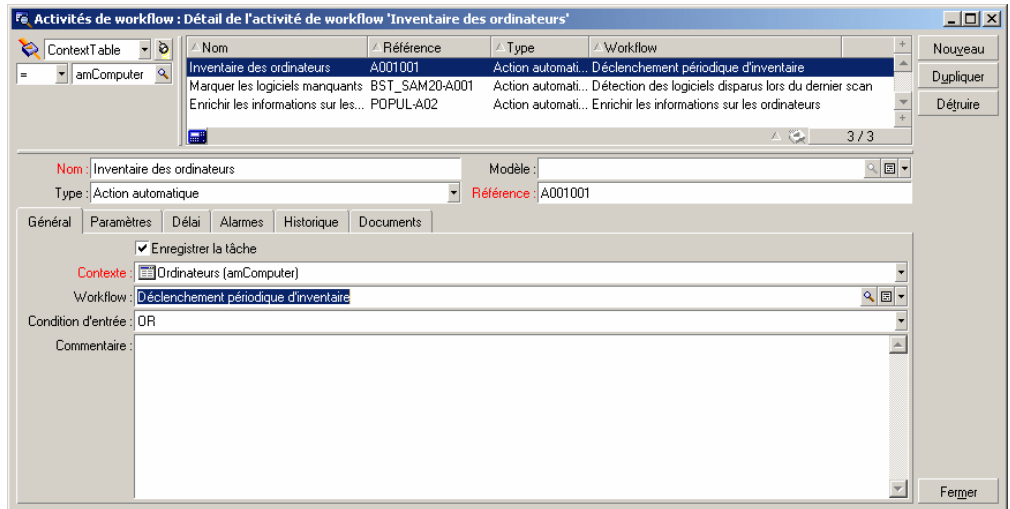 Activités de workflow : Détail de l'activité de workflow 'Inventaire des ordinateurs'
ContextTable
= amComputer
Nom Référence Type Workflow
Inventaire des ordinateurs A001001 Action automati... Déclenchement périodique d'inventaire
Marquer les logiciels manquants BST_SAM20-A001 Action automati... Détection des logiciels disparus lors du dernier scan
Enrichir les informations sur les... POPUL-A02 Action automati... Enrichir les informations sur les ordinateurs
3 / 3
Nouveau
Dupliquer
Détruire
Nom : Inventaire des ordinateurs Modèle :
Type : Action automatique Référence : A001001
Général Paramètres Délai Alarmes Historique Documents
Enregistrer la tâche
Contexte : Ordinateurs (amComputer)
Workflow : Déclenchement périodique d'inventaire
Condition d'entrée : OR
Commentaire :
Fermer